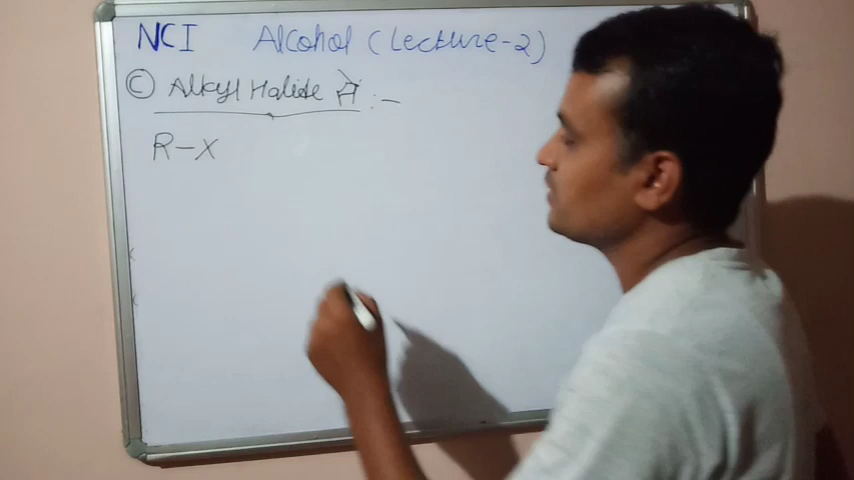 NCI Alcohol (Lecture-2)
Ⓒ Alkyl Halide से :-
R-X